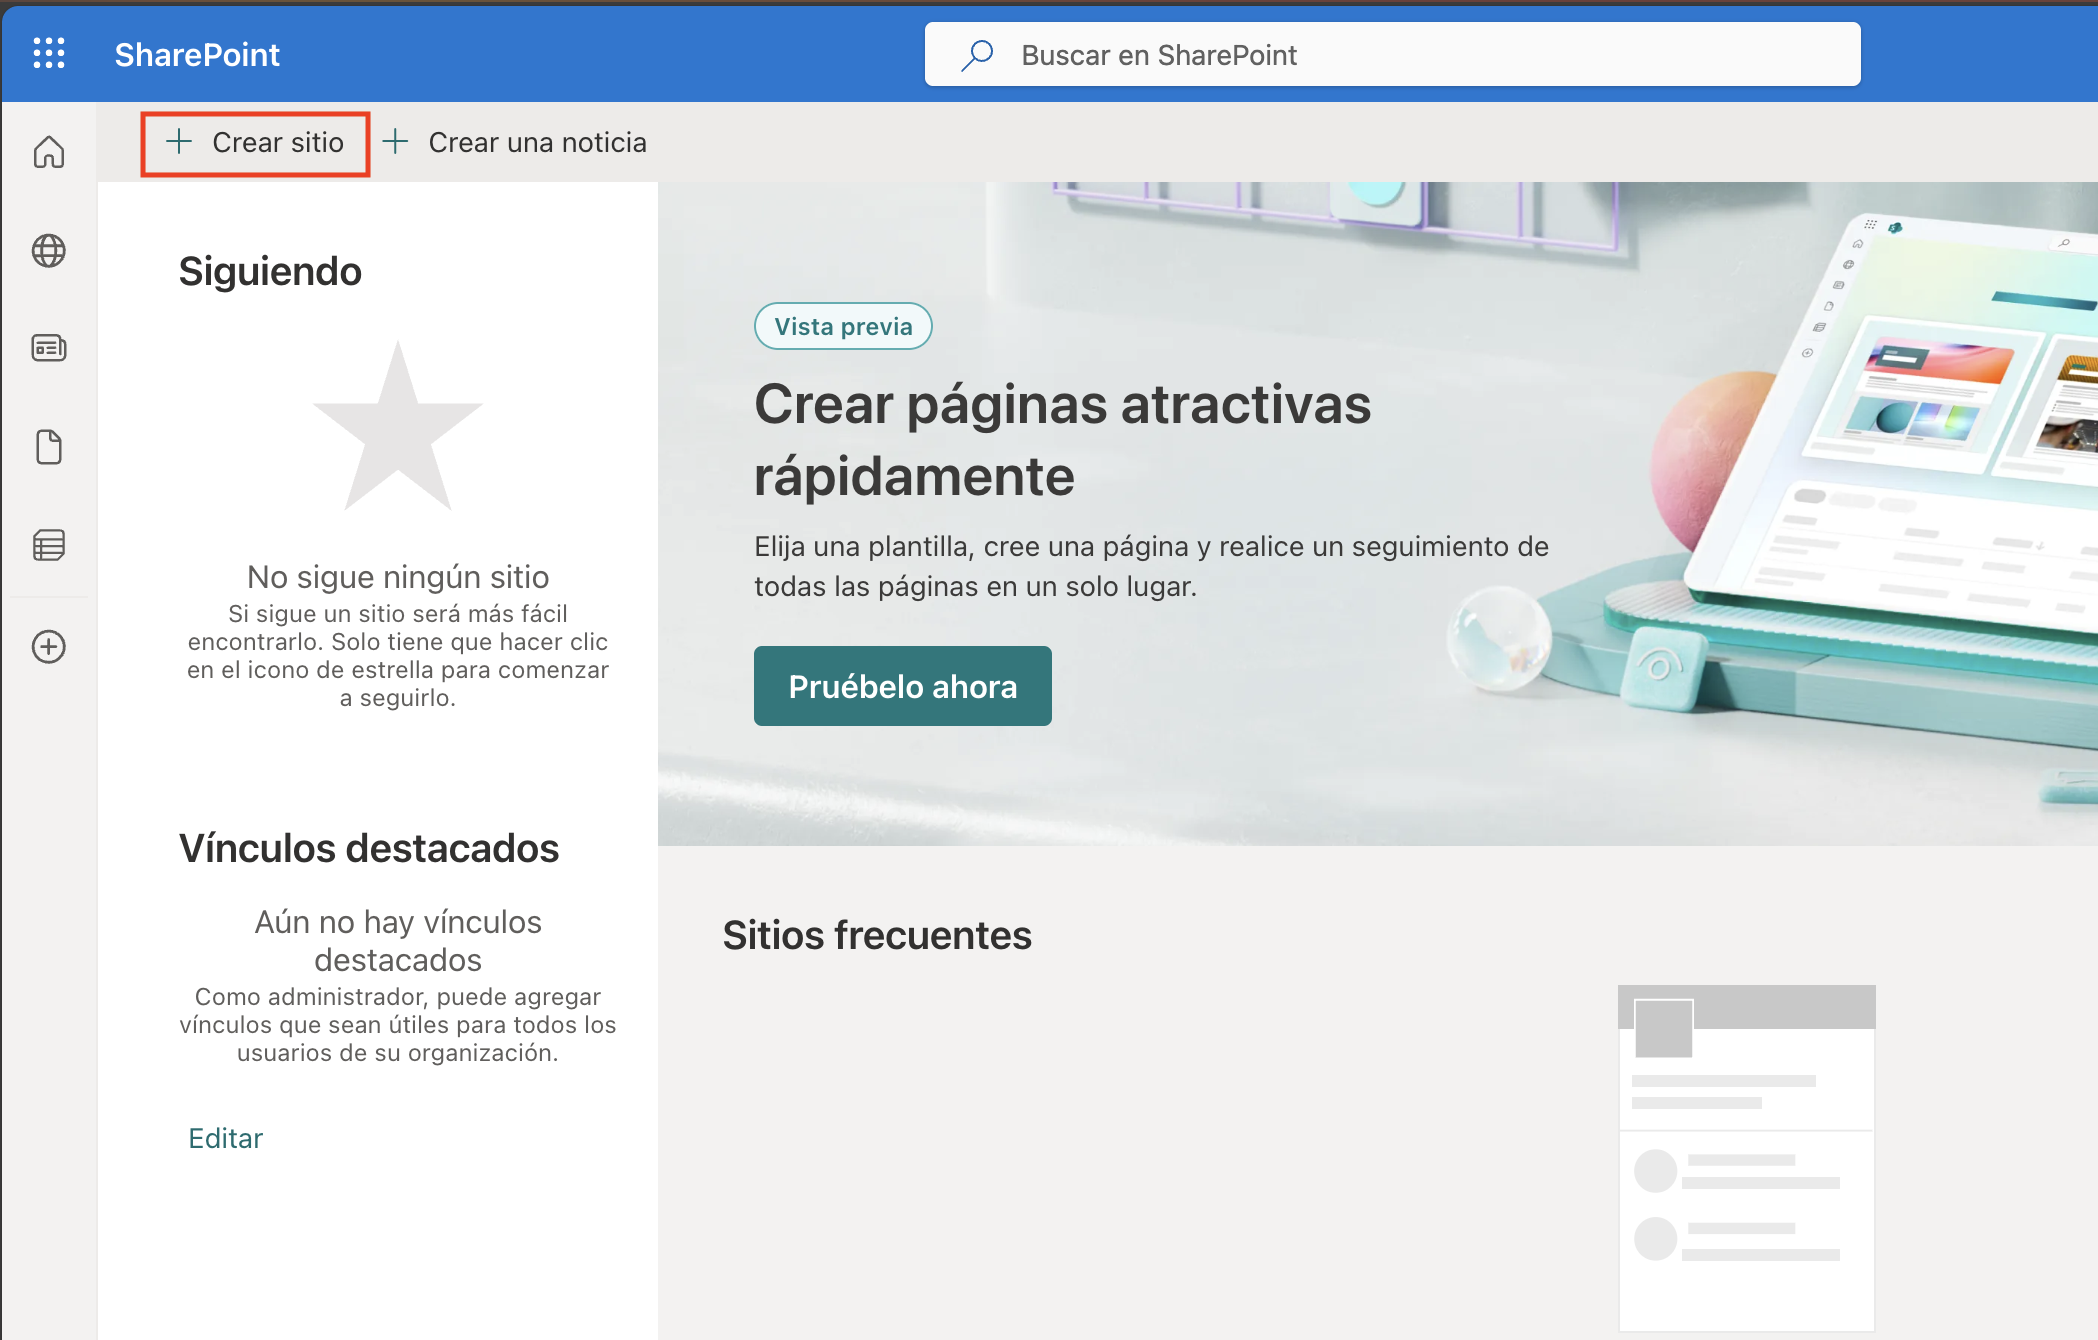 SharePoint
Buscar en SharePoint
Crear sitio
Crear una noticia
Siguiendo
No sigue ningún sitio
Si sigue un sitio será más fácil
encontrarlo. Solo tiene que hacer clic
en el icono de estrella para comenzar
a seguirlo.
Vínculos destacados
Aún no hay vínculos
destacados
Como administrador, puede agregar
vínculos que sean útiles para todos los
usuarios de su organización.
Editar
Vista previa
Crear páginas atractivas
rápidamente
Elija una plantilla, cree una página y realice un seguimiento de
todas las páginas en un solo lugar.
Pruébelo ahora
Sitios frecuentes